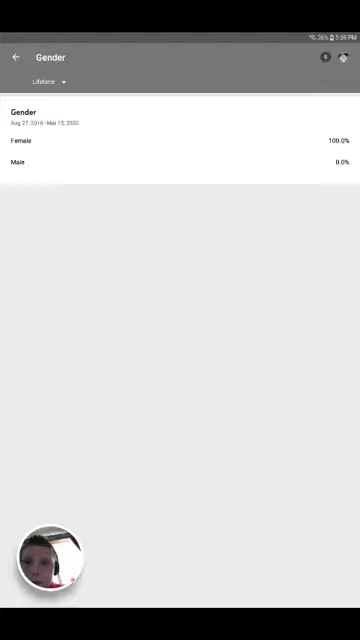 26% 5:59 PM
Gender
Lifetime
Gender
Aug 27, 2018 - Mar 15, 2020
Female 100.0%
Male 0.0%